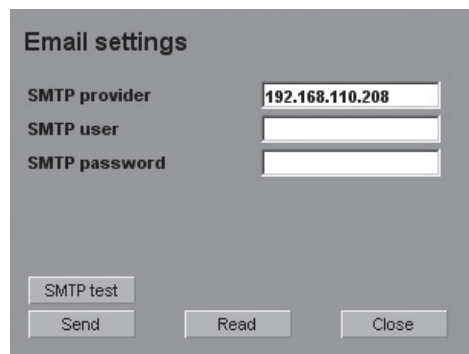 Email settings
SMTP provider 192.168.110.208
SMTP user
SMTP password
SMTP test
Send Read Close